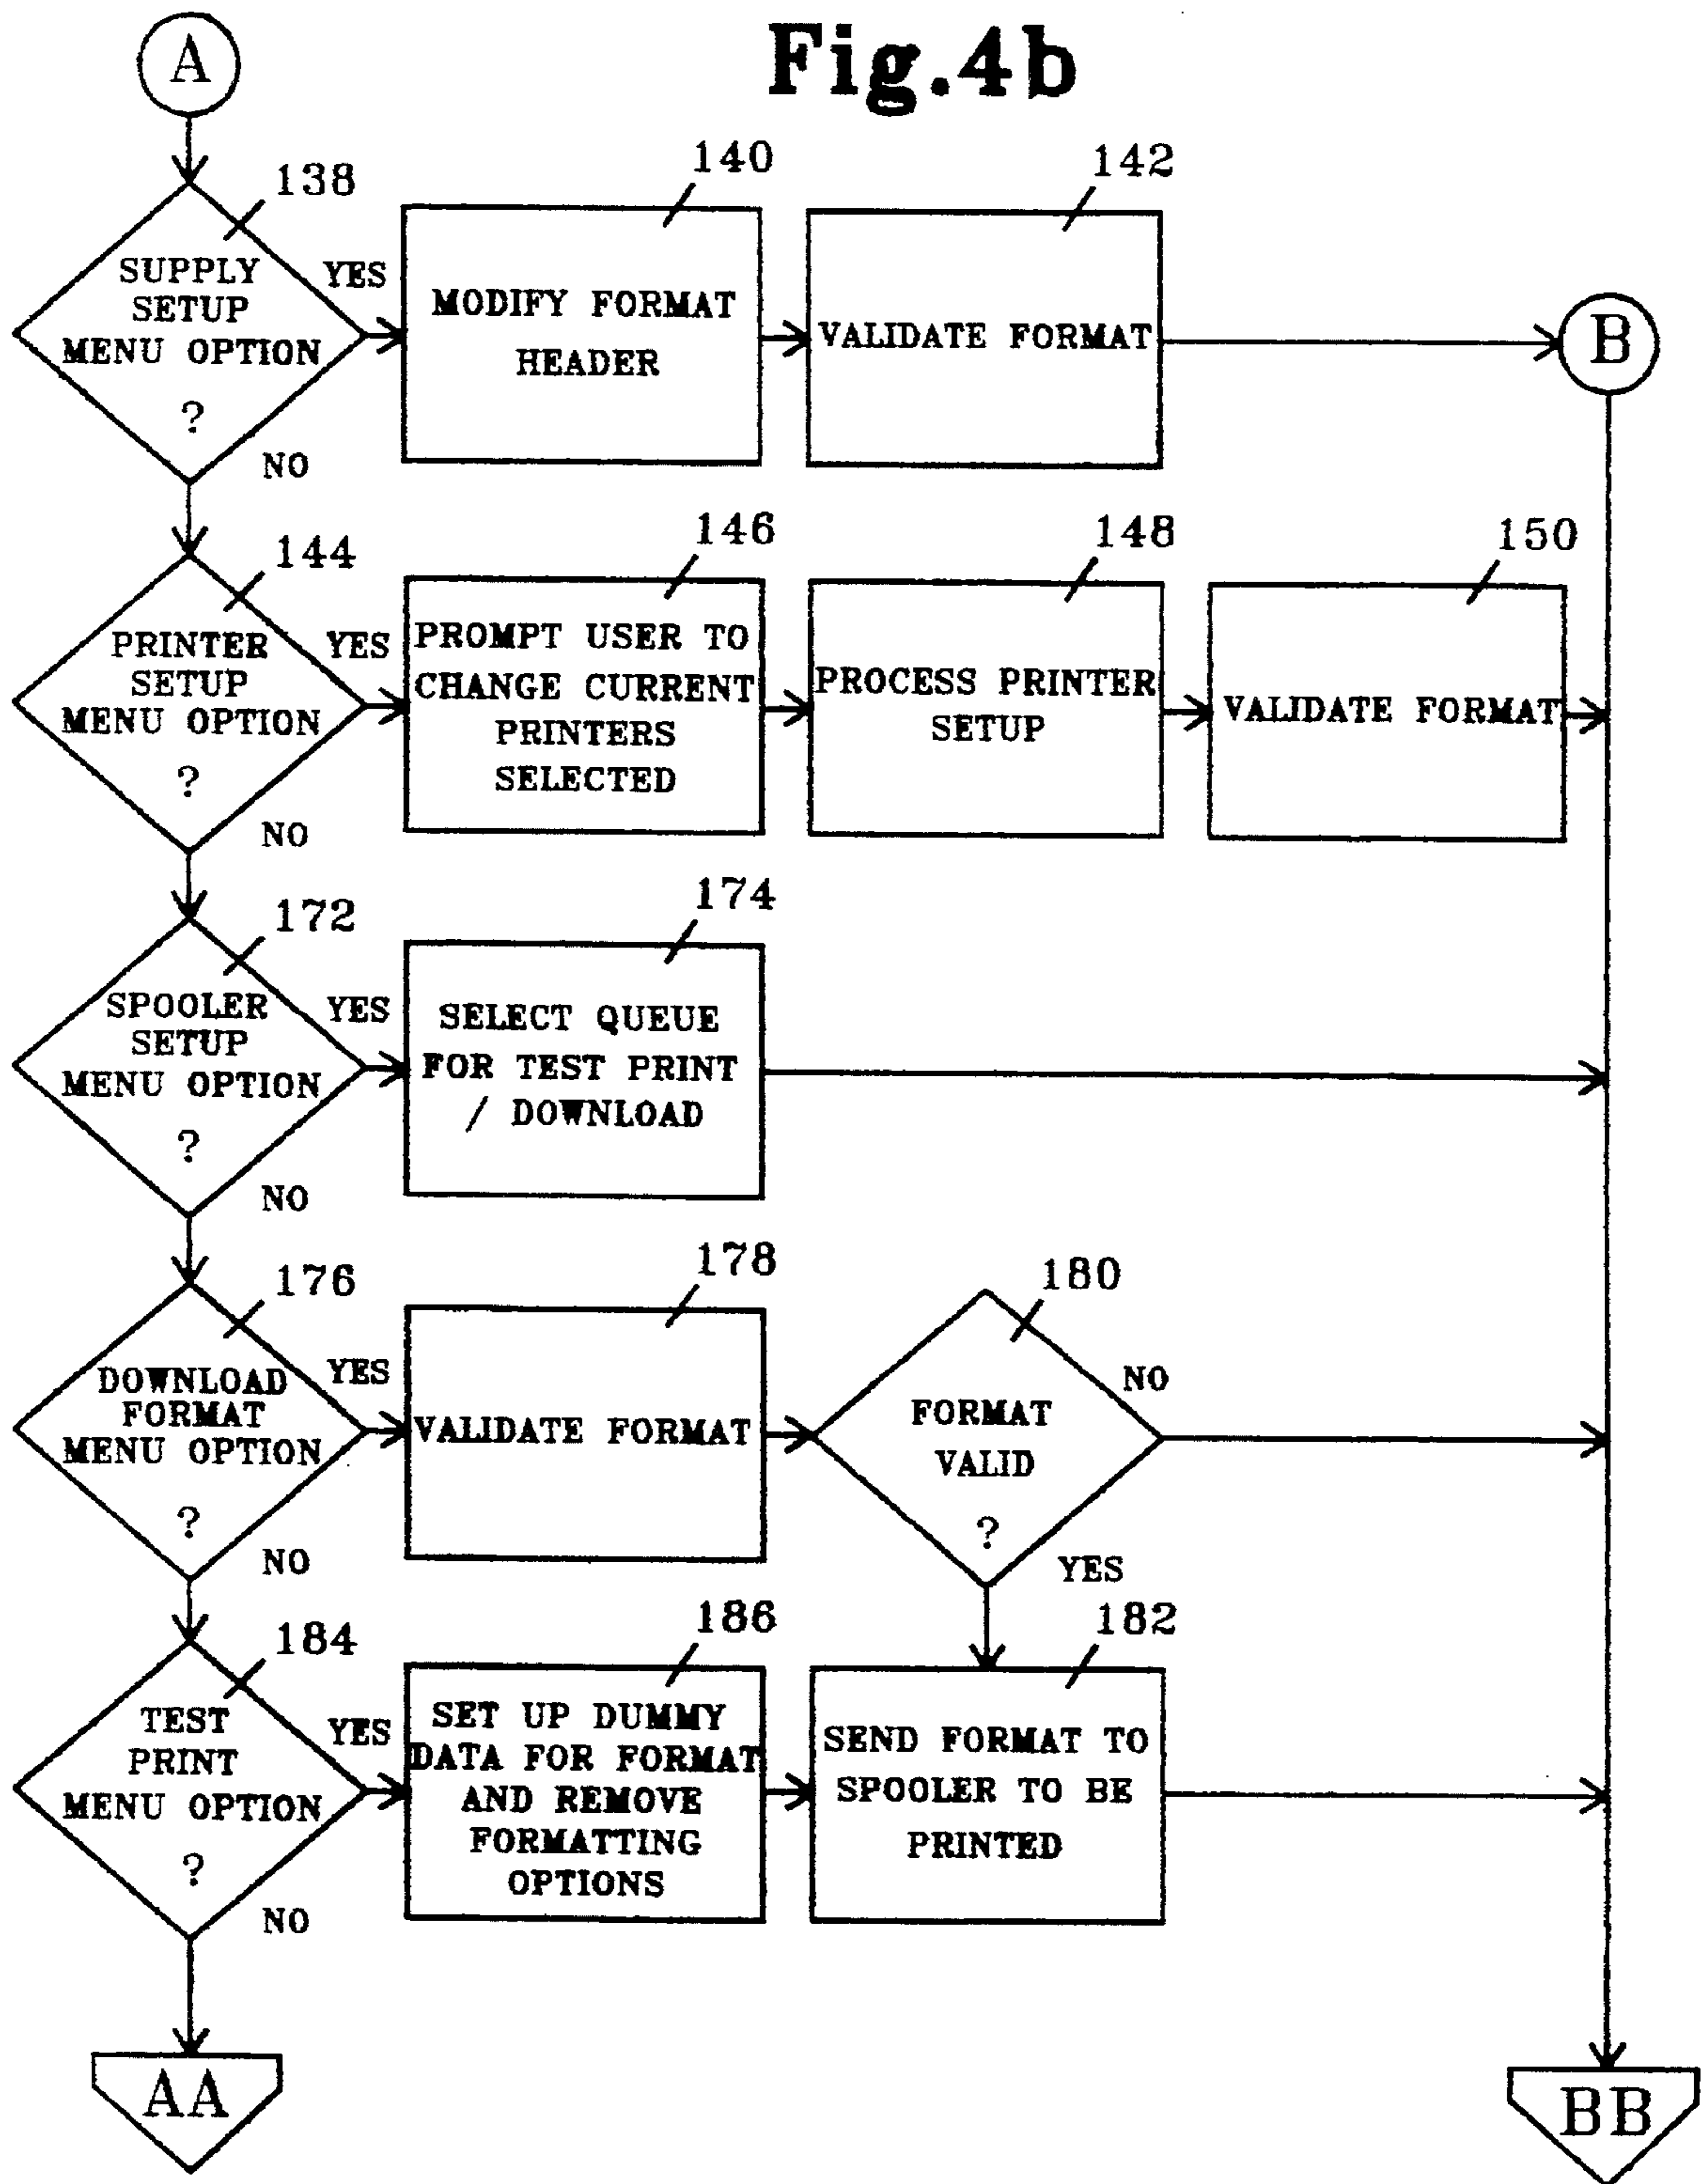 Fig.4b
A
138
SUPPLY
SETUP
MENU OPTION
?
YES
NO
140
MODIFY FORMAT
HEADER
142
VALIDATE FORMAT
B
144
PRINTER
SETUP
MENU OPTION
?
YES
NO
146
PROMPT USER TO
CHANGE CURRENT
PRINTERS
SELECTED
148
PROCESS PRINTER
SETUP
150
VALIDATE FORMAT
172
SPOOLER
SETUP
MENU OPTION
?
YES
NO
174
SELECT QUEUE
FOR TEST PRINT
/ DOWNLOAD
176
DOWNLOAD
FORMAT
MENU OPTION
?
YES
NO
178
VALIDATE FORMAT
180
FORMAT
VALID
?
NO
YES
184
TEST
PRINT
MENU OPTION
?
YES
NO
186
SET UP DUMMY
DATA FOR FORMAT
AND REMOVE
FORMATTING
OPTIONS
182
SEND FORMAT TO
SPOOLER TO BE
PRINTED
AA
BB